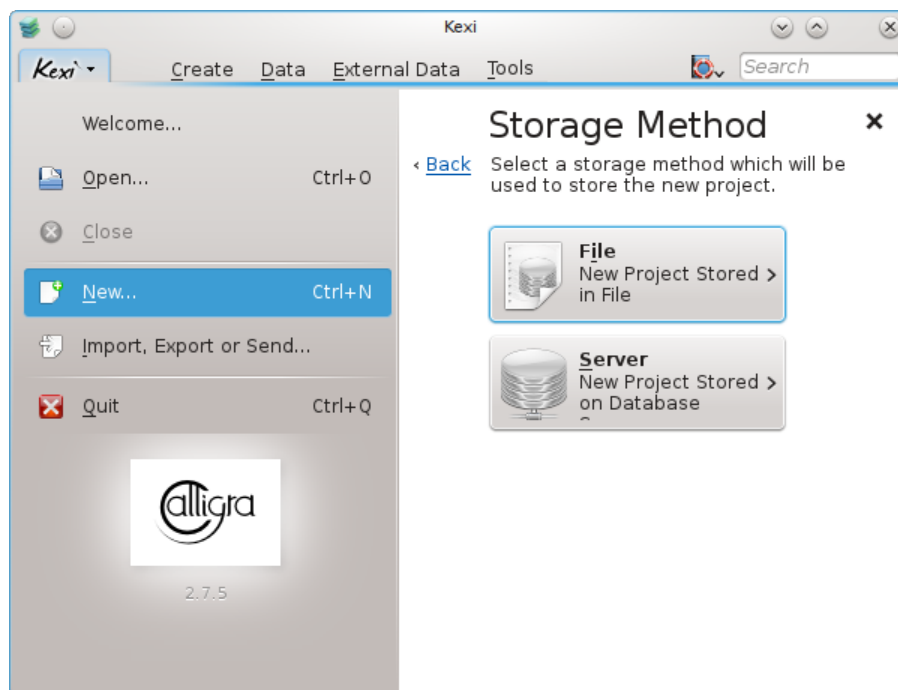 Kexi
Kexi
Create Data External Data Tools
Search
Welcome...
Open... Ctrl+O
Close
New... Ctrl+N
Import, Export or Send...
Quit Ctrl+Q
Calligra
2.7.5
Storage Method
‹ Back
Select a storage method which will be
used to store the new project.
File
New Project Stored
in File
Server
New Project Stored
on Database